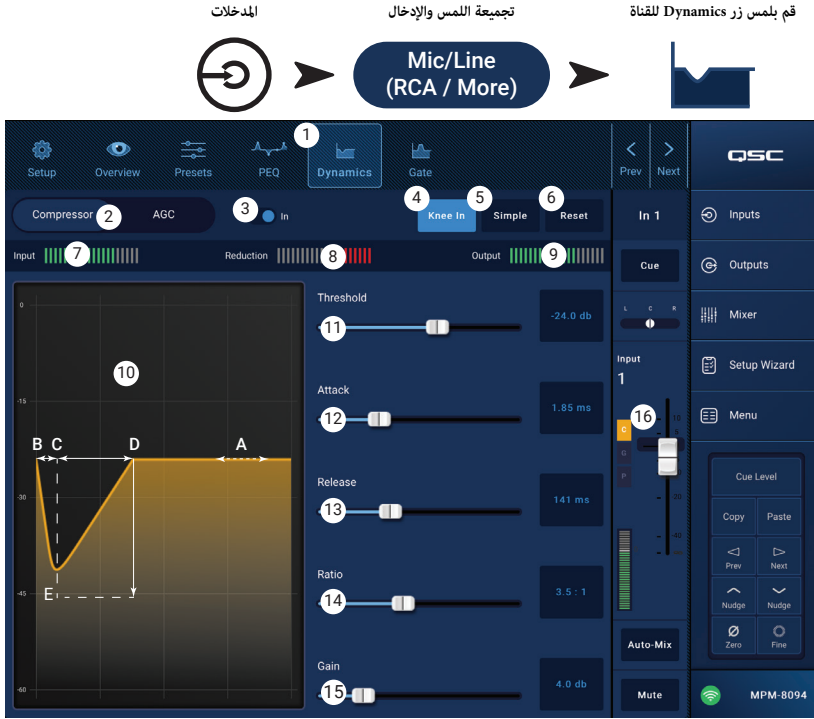 قم بلمس زر Dynamics للقناة
تجميعة اللمس والإدخال
المدخلات
Mic/Line
(RCA / More)
1
Setup
Overview
Presets
PEQ
Dynamics
Gate
Prev
Next
QSC
Compressor
2
AGC
3
In
4
Knee In
5
Simple
6
Reset
In 1
Inputs
Input
7
Reduction
8
Output
9
Cue
Outputs
0
-15
-30
-45
-60
10
B
C
D
A
E
Threshold
11
-24.0 db
Attack
12
1.85 ms
Release
13
141 ms
Ratio
14
3.5 : 1
Gain
15
4.0 db
L C R
Input
1
16
C
G
P
10
5
-20
-40
Auto-Mix
Mute
Mixer
Setup Wizard
Menu
Cue Level
Copy
Paste
Prev
Next
Nudge
Nudge
Zero
Fine
MPM-8094